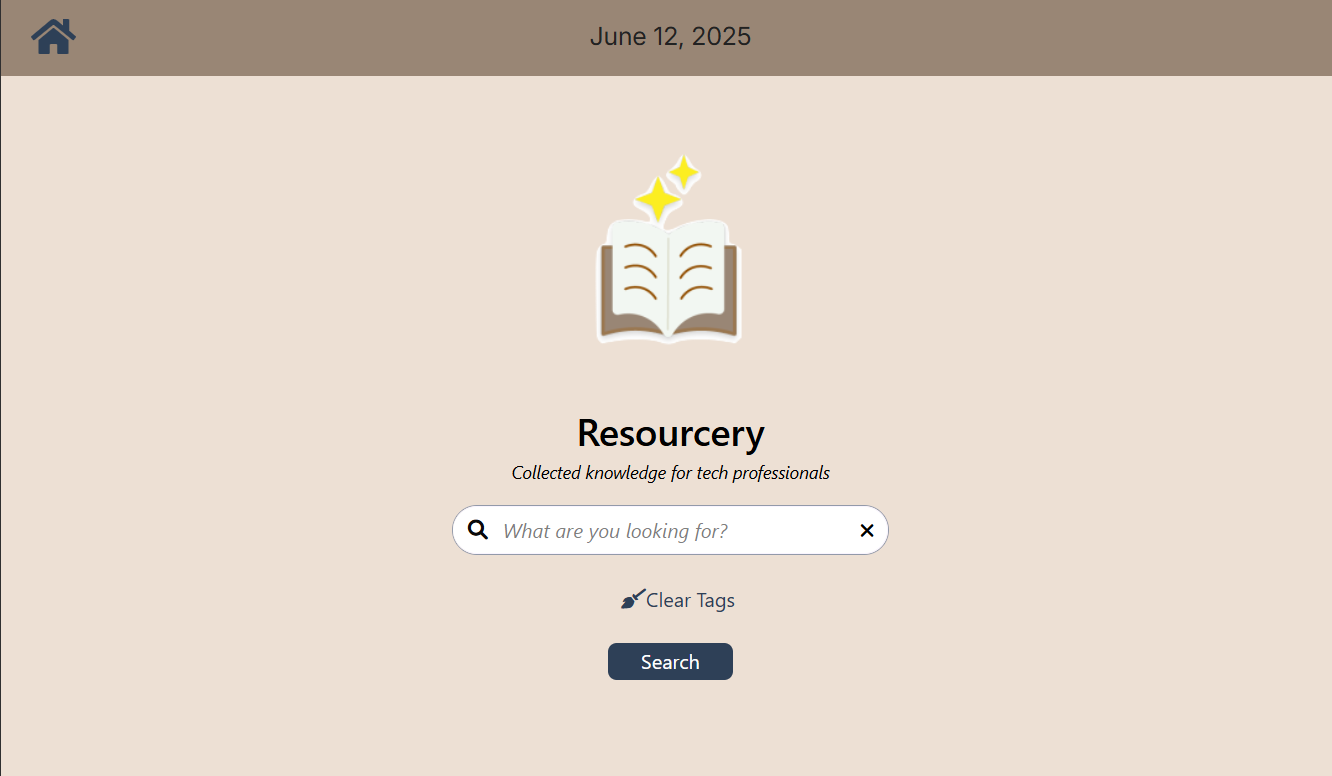 June 12, 2025
Resourcery
Collected knowledge for tech professionals
What are you looking for?
Clear Tags
Search